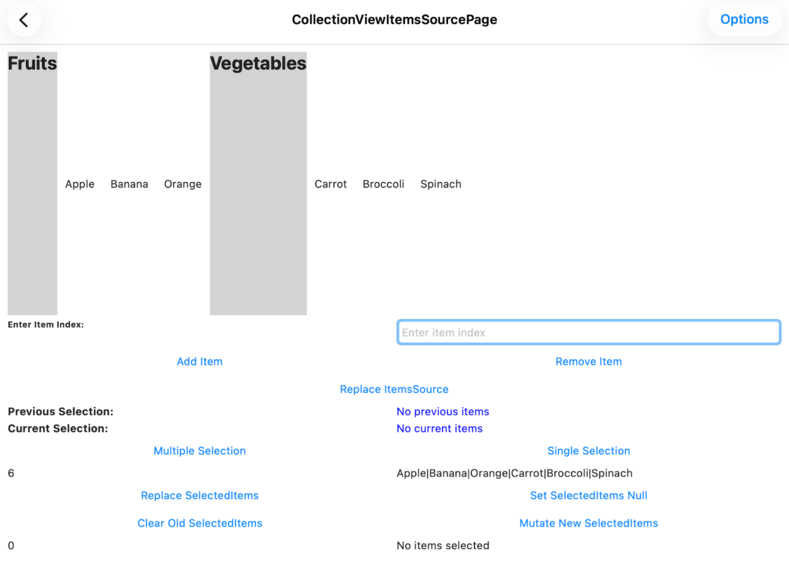 CollectionViewItemsSourcePage
Options
Fruits
Vegetables
Apple Banana Orange Carrot Broccoli Spinach
Enter Item Index:
Enter item index
Add Item Remove Item
Replace ItemsSource
Previous Selection: No previous items
Current Selection: No current items
Multiple Selection Single Selection
6 Apple|Banana|Orange|Carrot|Broccoli|Spinach
Replace SelectedItems Set SelectedItems Null
Clear Old SelectedItems Mutate New SelectedItems
0 No items selected